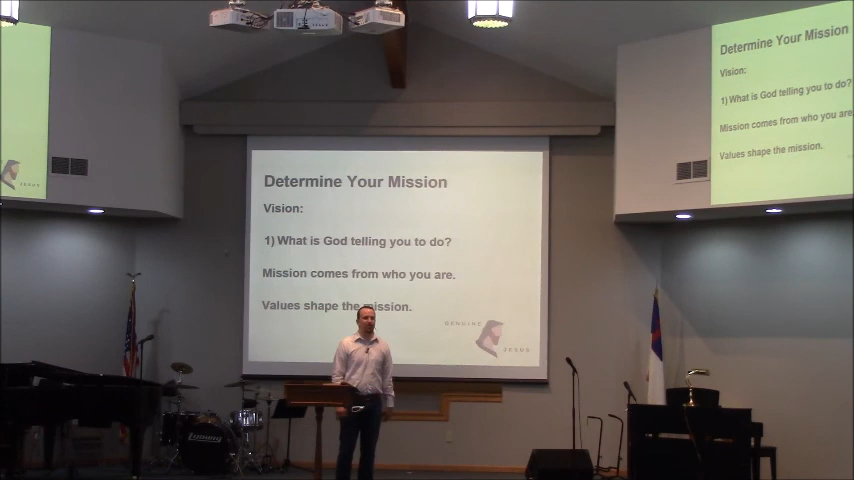 Determine Your Mission
Vision:
1) What is God telling you to do?
Mission comes from who you are.
Values shape the mission.
GENUINE
JESUS
Determine Your Mission
Vision:
1) What is God telling you to do?
Mission comes from who you are
Values shape the mission.
JESUS
Ludwig